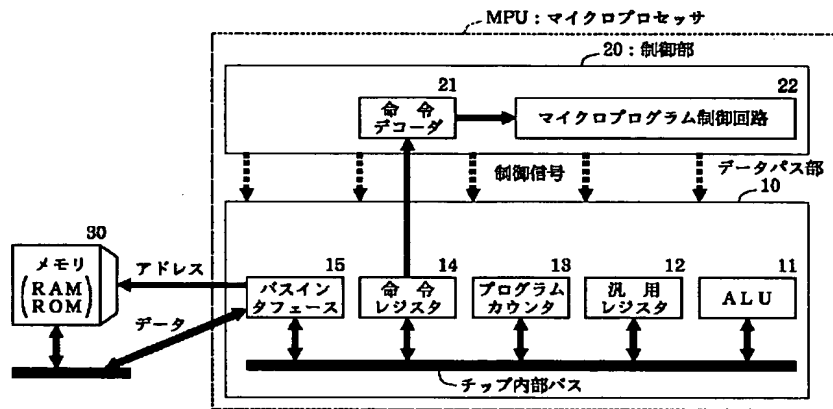 MPU:マイクロプロセッサ
20:制御部
21
22
命 令
デコーダ
マイクロプログラム制御回路
制御信号
データパス部
10
30
メモリ
(RAM
ROM)
アドレス
データ
15
バスイン
タフェース
14
命 令
レジスタ
13
プログラム
カウンタ
12
汎 用
レジスタ
11
ALU
チップ内部バス